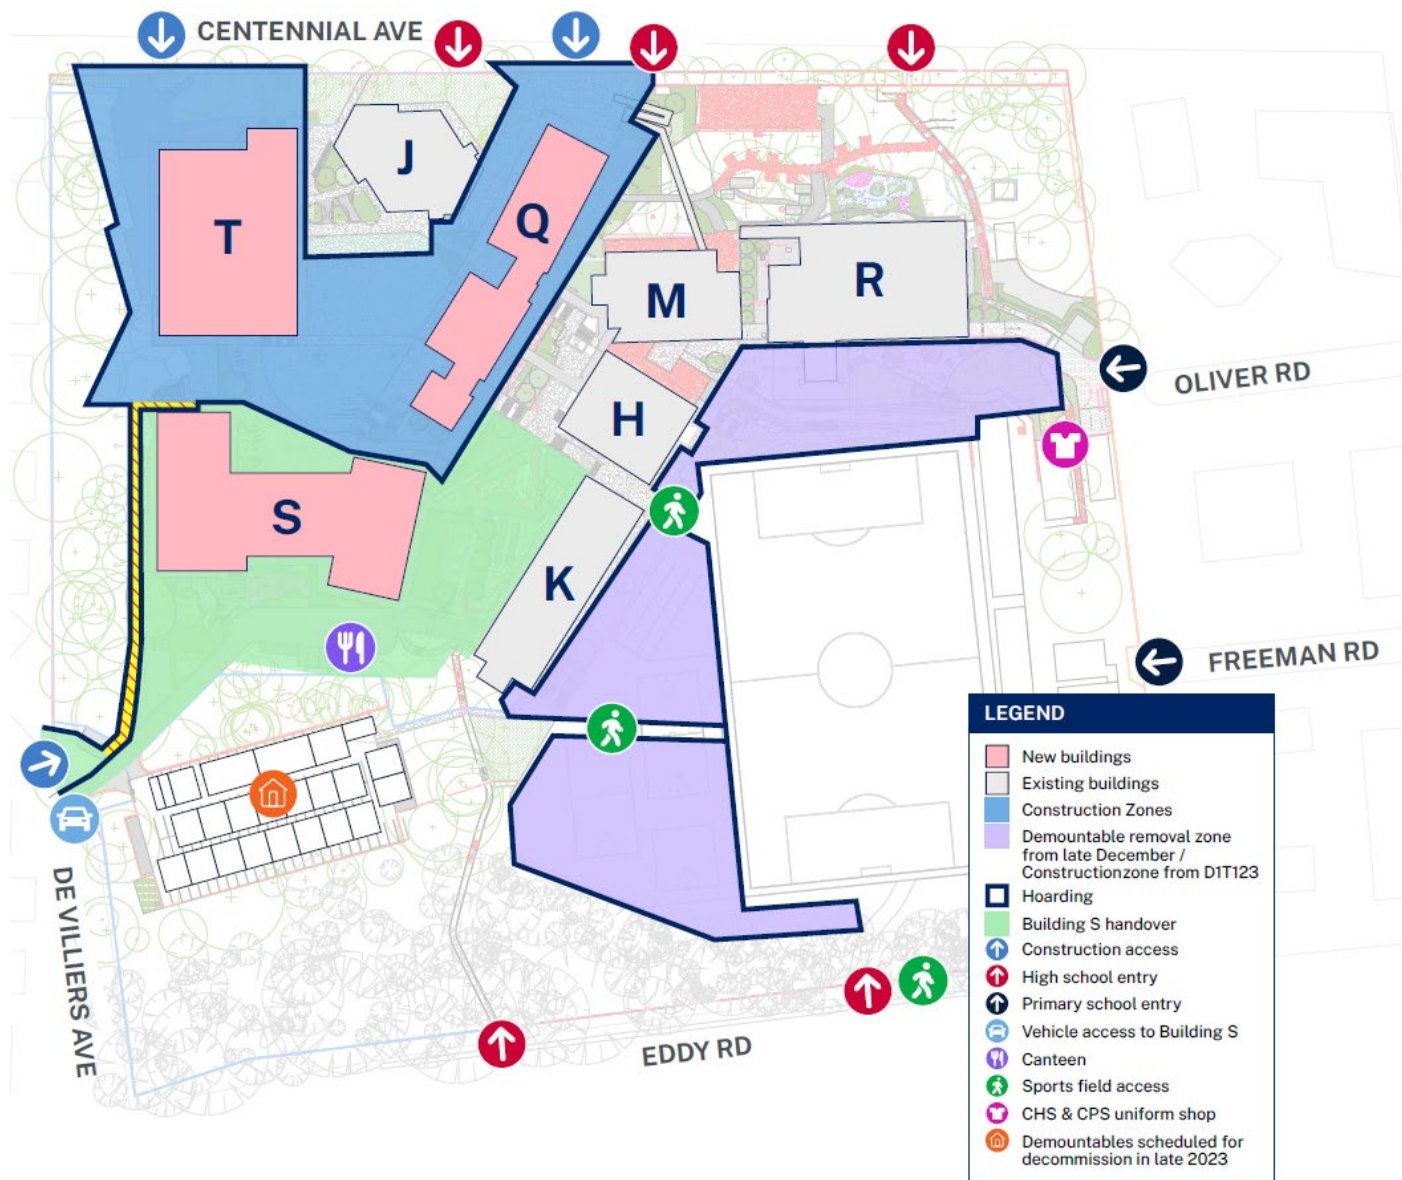 CENTENNIAL AVE
J
T
Q
M
R
OLIVER RD
H
S
K
FREEMAN RD
DE VILLIERS AVE
EDDY RD
LEGEND
New buildings
Existing buildings
Construction Zones
Demountable removal zone
from late December /
Constructionzone from D1T123
Hoarding
Building S handover
Construction access
High school entry
Primary school entry
Vehicle access to Building S
Canteen
Sports field access
CHS & CPS uniform shop
Demountables scheduled for
decommission in late 2023